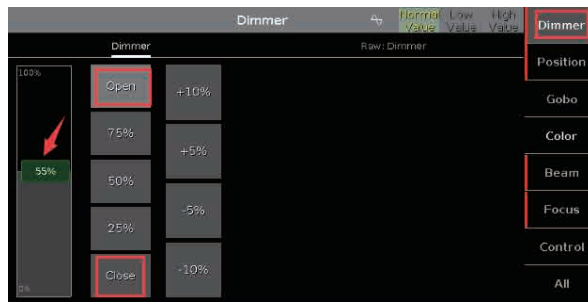 Dimmer
Normal Value
Low Value
High Value
Dimmer
Raw: Dimmer
100%
55%
0%
Open
75%
50%
25%
Close
+10%
+5%
-5%
-10%
Dimmer
Position
Gobo
Color
Beam
Focus
Control
All